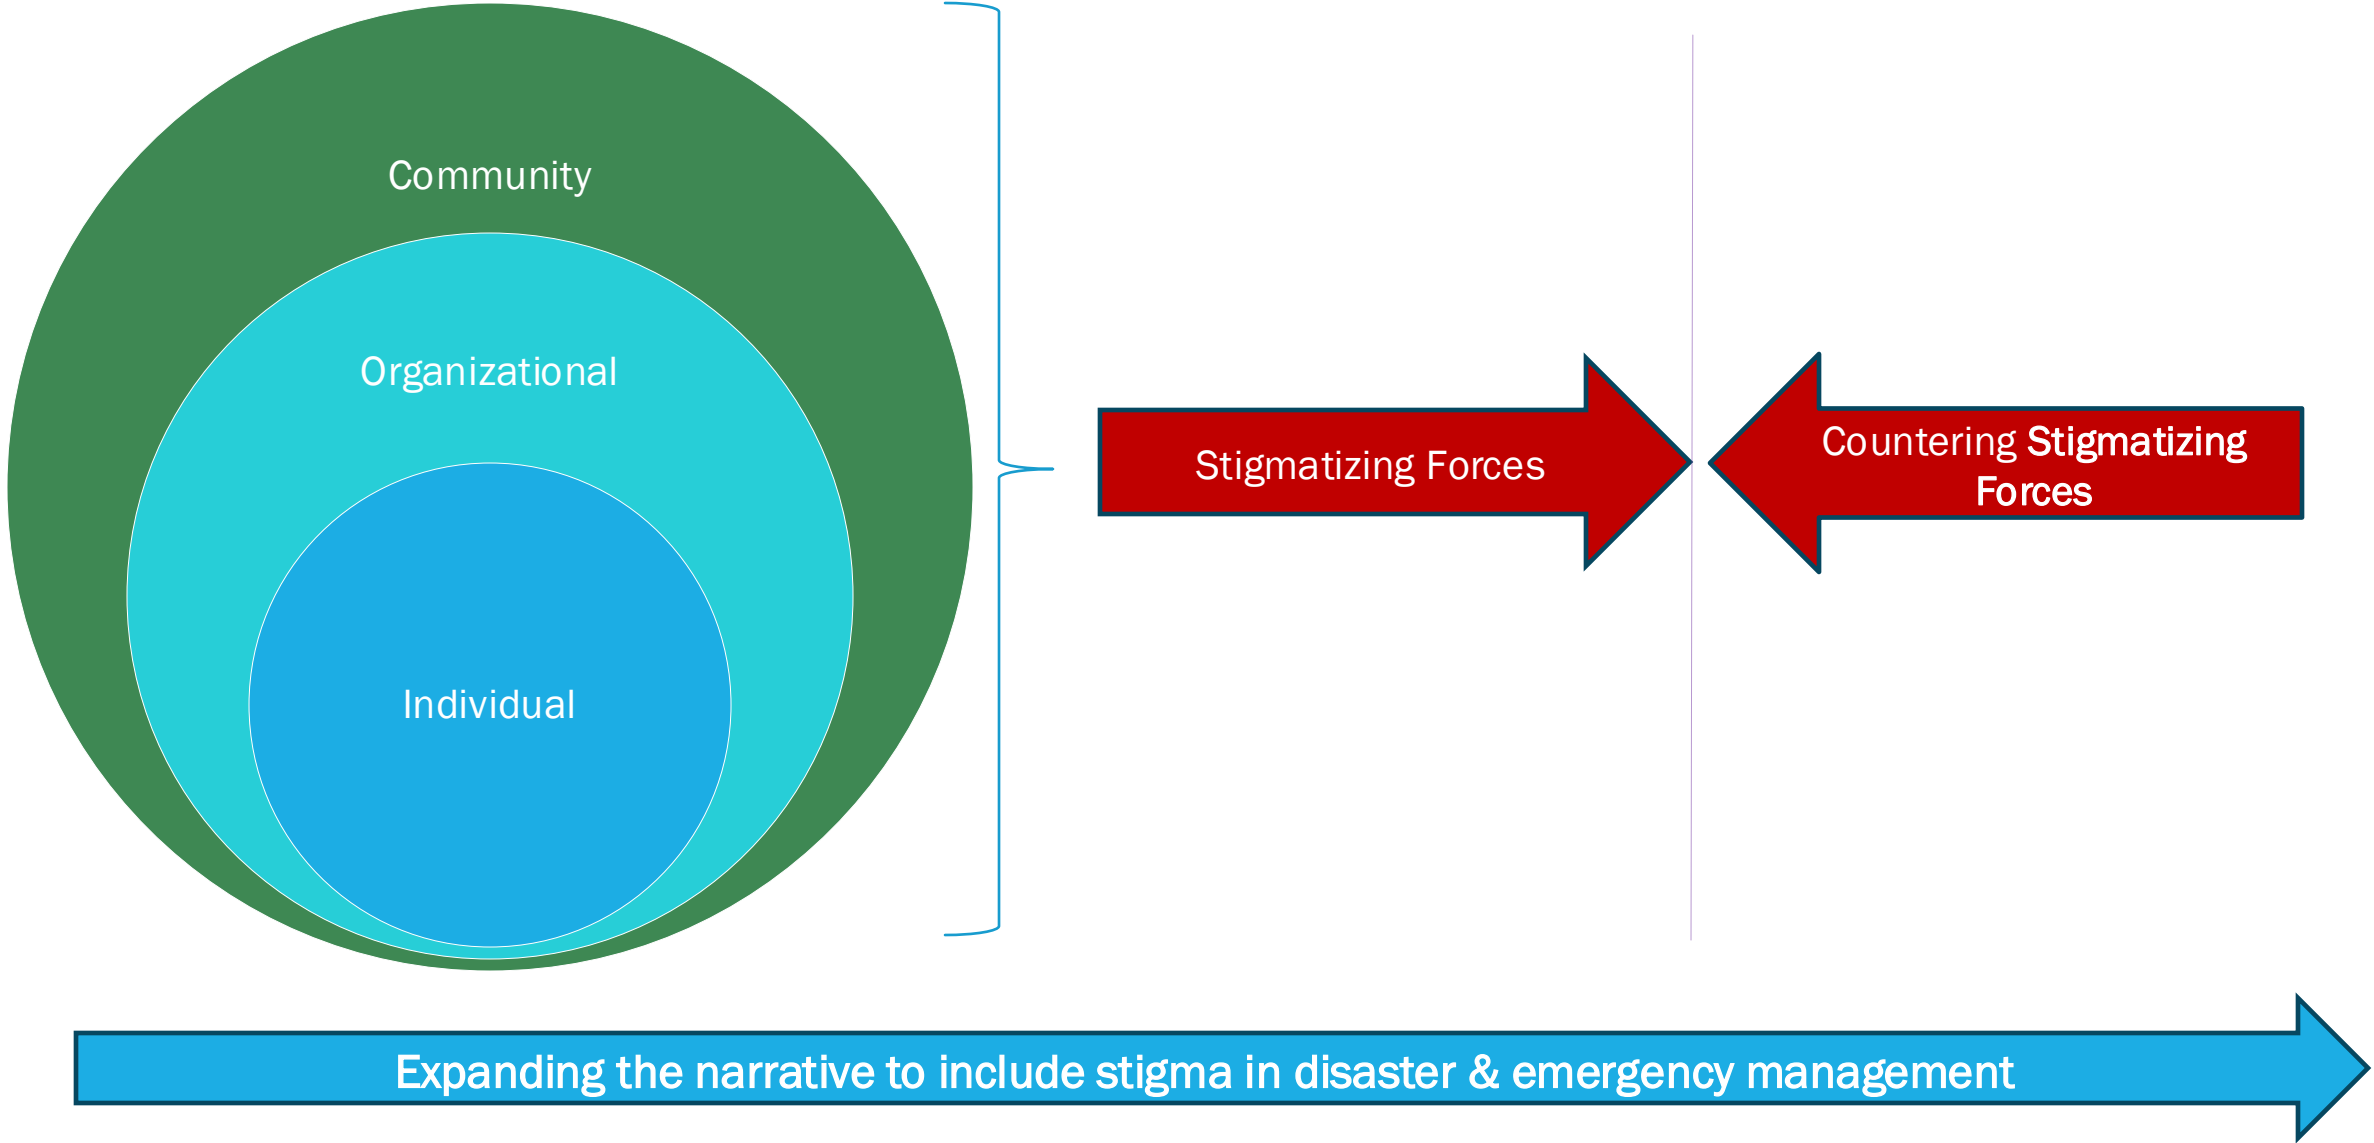 Community
Organizational
Individual
Stigmatizing Forces
Countering Stigmatizing
Forces
Expanding the narrative to include stigma in disaster & emergency management